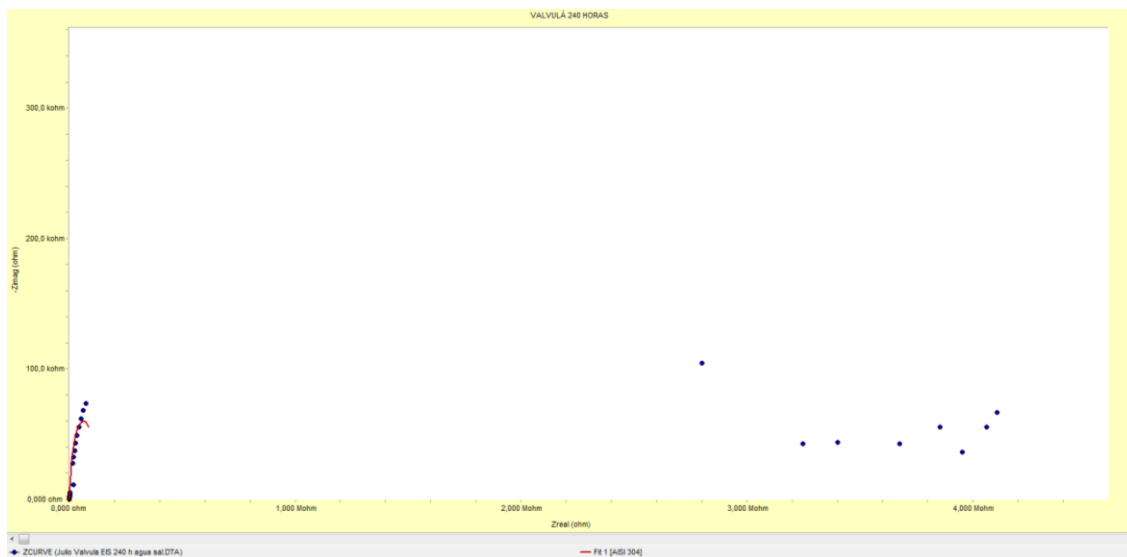 VALVULÁ 240 HORAS
300,0 kohm
200,0 kohm
100,0 kohm
0,000 ohm
-Zimag (ohm)
0,000 ohm 1,000 Mohm 2,000 Mohm 3,000 Mohm 4,000 Mohm
Zreal (ohm)
ZCURVE (Julio Valvula EIS 240 h agua sal.DTA) Fit 1 [AISI 304]